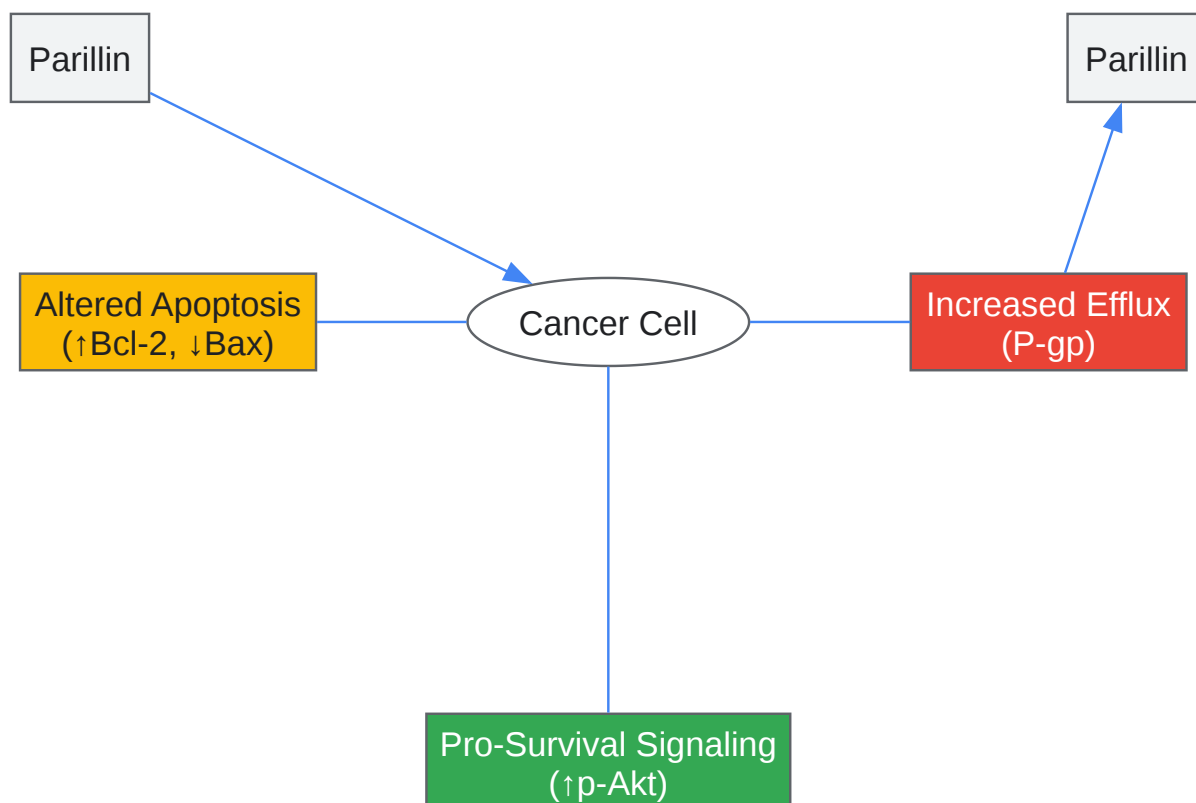 Parillin
Parillin
Altered Apoptosis
(↑Bcl-2, ↓Bax)
Cancer Cell
Increased Efflux
(P-gp)
Pro-Survival Signaling
(↑p-Akt)